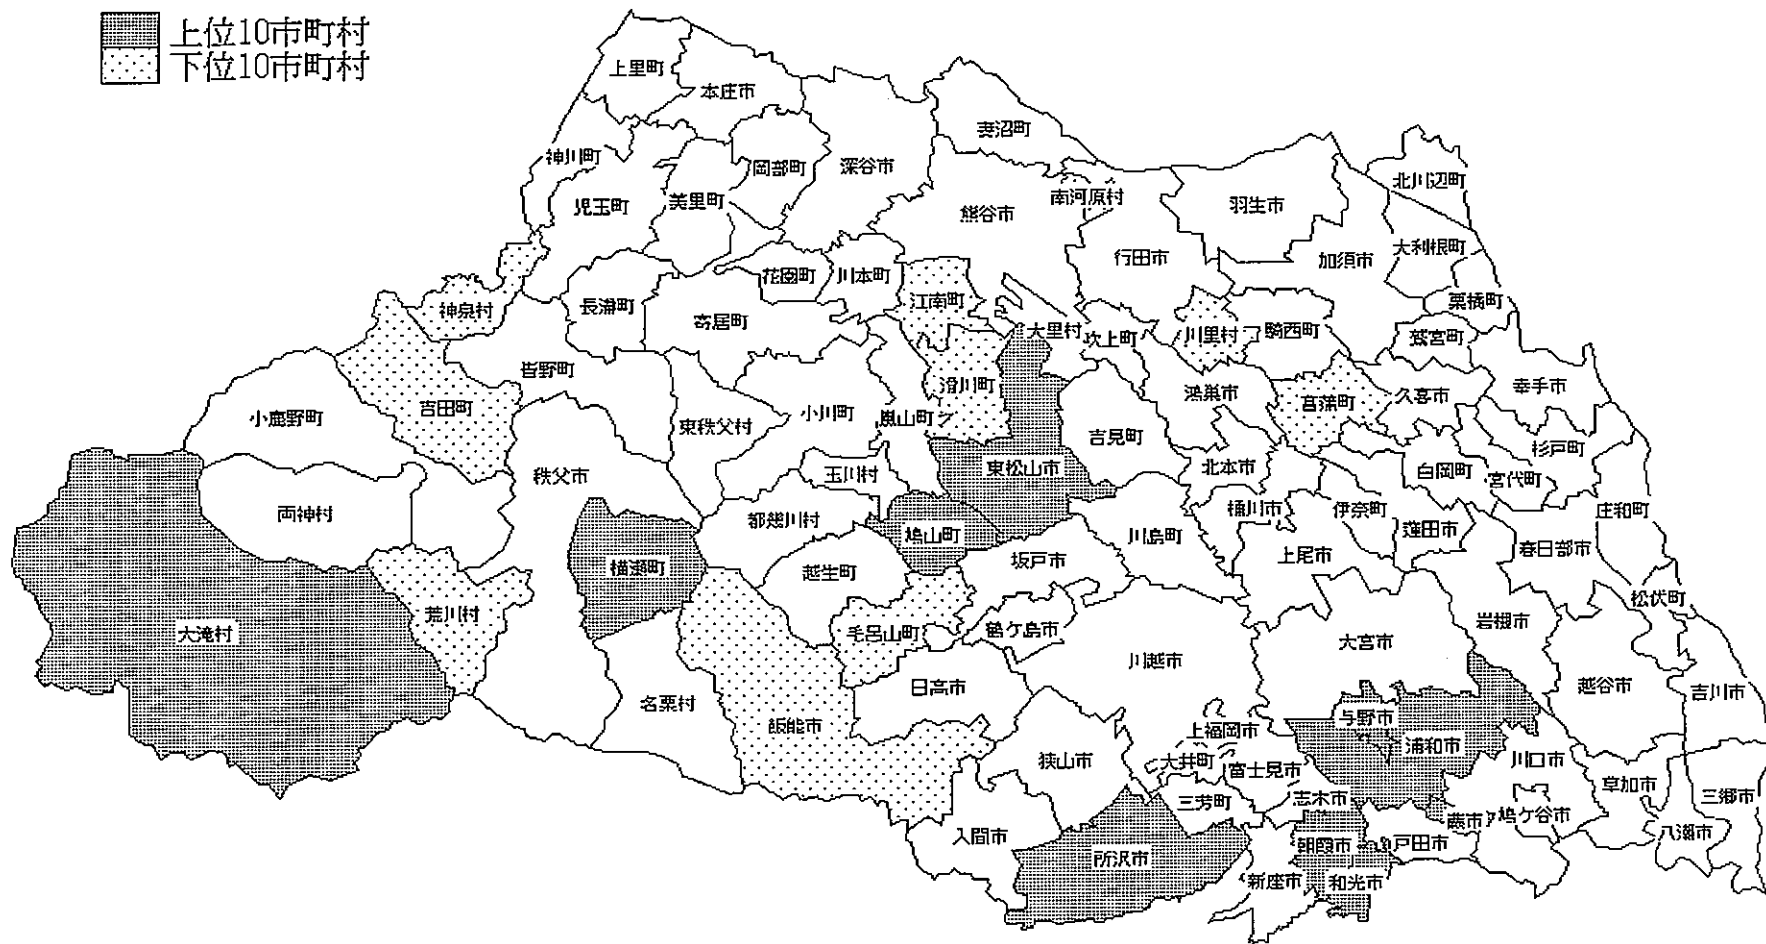 上位10市町村
下位10市町村
上里町
本庄市
妻沼町
神川町
岡部町
深谷市
北川辺町
南河原村
児玉町
美里町
熊谷市
羽生市
大利根町
行田市
加須市
花園町
川本町
江南町
栗橋町
神泉村
長瀞町
寄居町
大里村
吹上町
川里村
騎西町
鷲宮町
皆野町
滑川町
鴻巣市
菖蒲町
久喜市
幸手市
吉田町
小鹿野町
東秩父村
小川町
嵐山町
吉見町
杉戸町
秩父市
玉川村
東松山市
北本市
白岡町
宮代町
両神村
都幾川村
鳩山町
川島町
桶川市
伊奈町
蓮田市
庄和町
横瀬町
越生町
坂戸市
上尾市
春日部市
松伏町
荒川村
大滝村
毛呂山町
鶴ケ島市
岩槻市
大宮市
川越市
日高市
越谷市
吉川市
名栗村
飯能市
与野市
上福岡市
浦和市
狭山市
大井町
富士見市
川口市
草加市
三芳町
志木市
三郷市
入間市
蕨市
鳩ケ谷市
八潮市
所沢市
朝霞市
戸田市
新座市
和光市